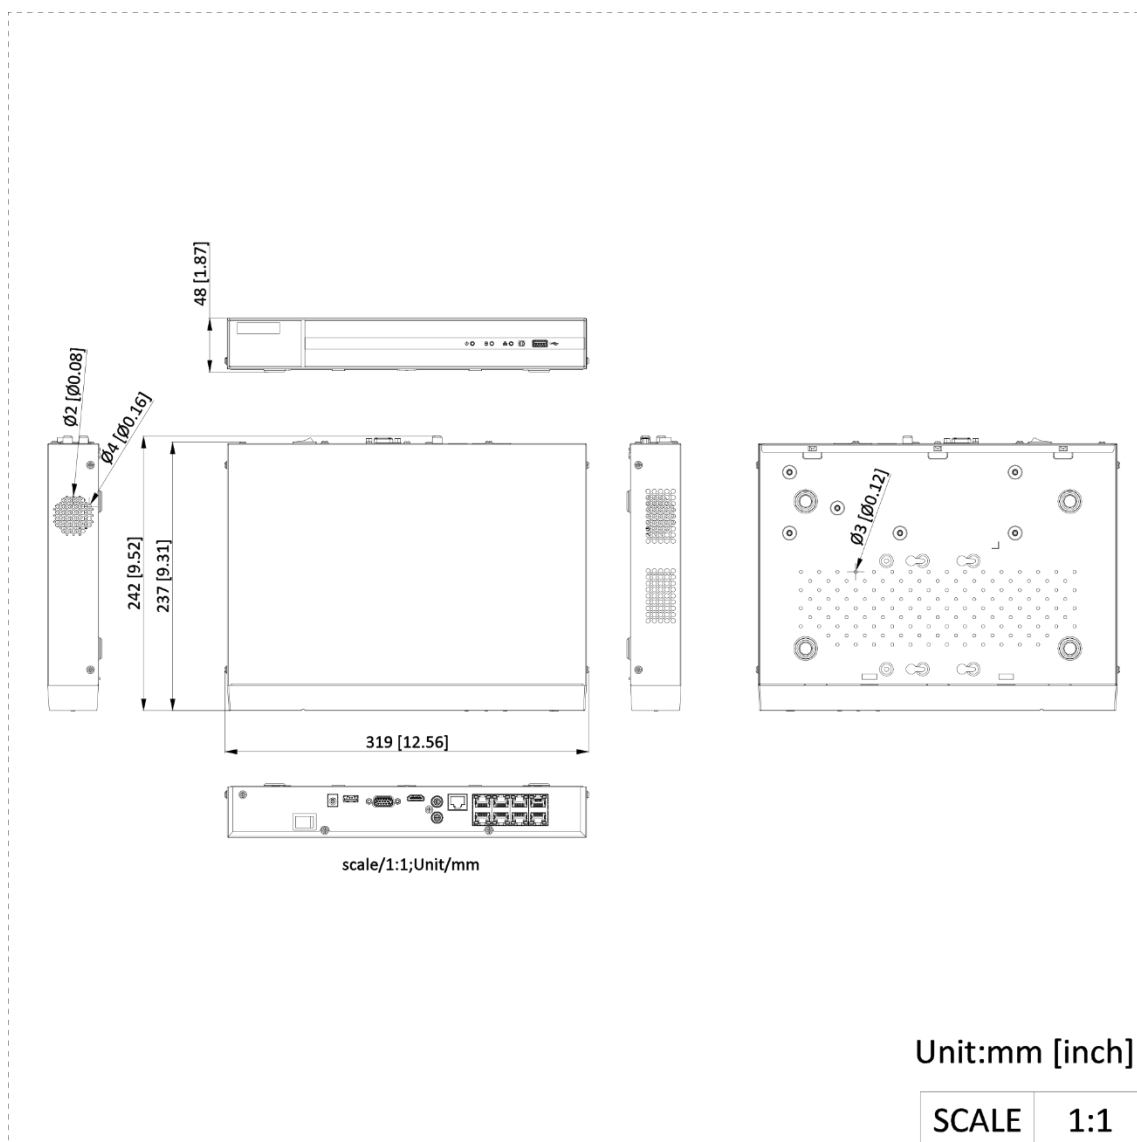 48 [1.87]
Ø2 [Ø0.08]
Ø4 [Ø0.16]
Ø3 [Ø0.12]
242 [9.52]
237 [9.31]
319 [12.56]
scale/1:1;Unit/mm
Unit:mm [inch]
SCALE 1:1